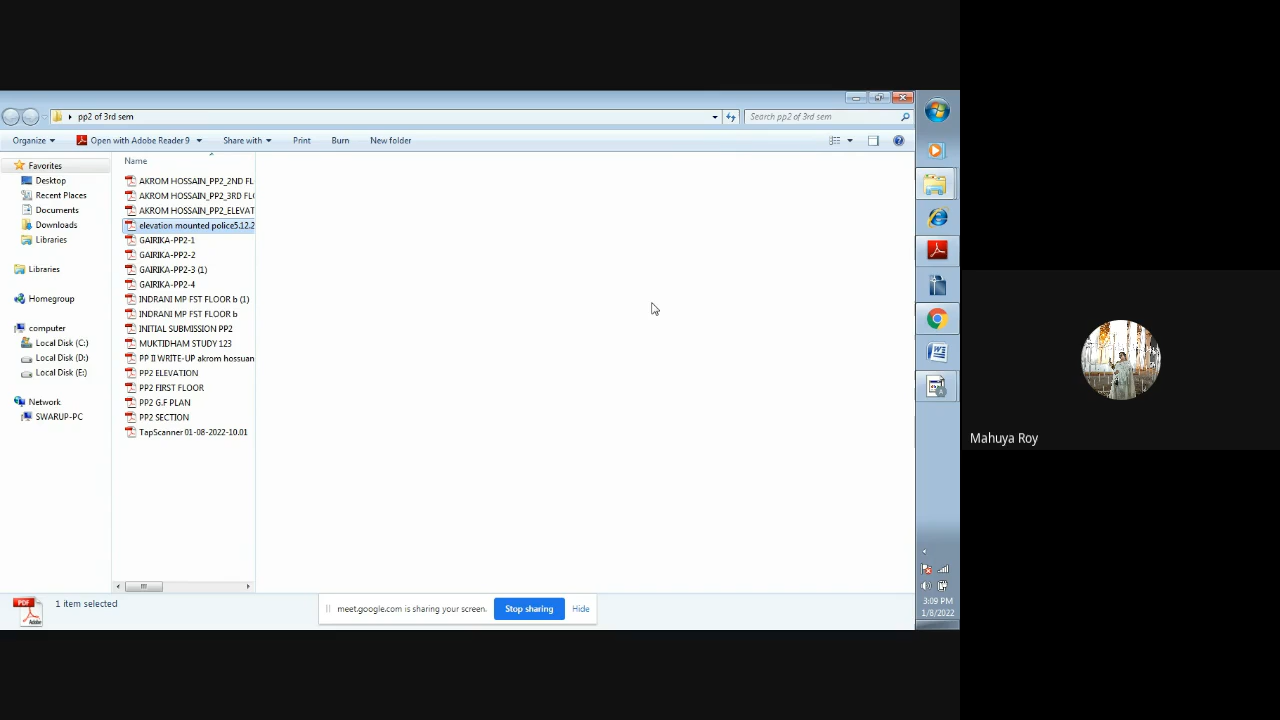 pp2 of 3rd sem
Search pp2 of 3rd sem
Organize
Open with Adobe Reader 9
Share with
Print
Burn
New folder
Favorites
Desktop
Recent Places
Documents
Downloads
Libraries
Libraries
Homegroup
computer
Local Disk (C:)
Local Disk (D:)
Local Disk (E:)
Network
SWARUP-PC
Name
AKROM HOSSAIN_PP2_2ND FL
AKROM HOSSAIN_PP2_3RD FLO
AKROM HOSSAIN_PP2_ELEVAT
elevation mounted police5.12.2
GAIRIKA-PP2-1
GAIRIKA-PP2-2
GAIRIKA-PP2-3 (1)
GAIRIKA-PP2-4
INDRANI MP FST FLOOR b (1)
INDRANI MP FST FLOOR b
INITIAL SUBMISSION PP2
MUKTIDHAM STUDY 123
PP II WRITE-UP akrom hossuan
PP2 ELEVATION
PP2 FIRST FLOOR
PP2 G.F PLAN
PP2 SECTION
TapScanner 01-08-2022-10.01
PDF
Adobe
1 item selected
meet.google.com is sharing your screen.
Stop sharing
Hide
3:09 PM
1/8/2022
Mahuya Roy